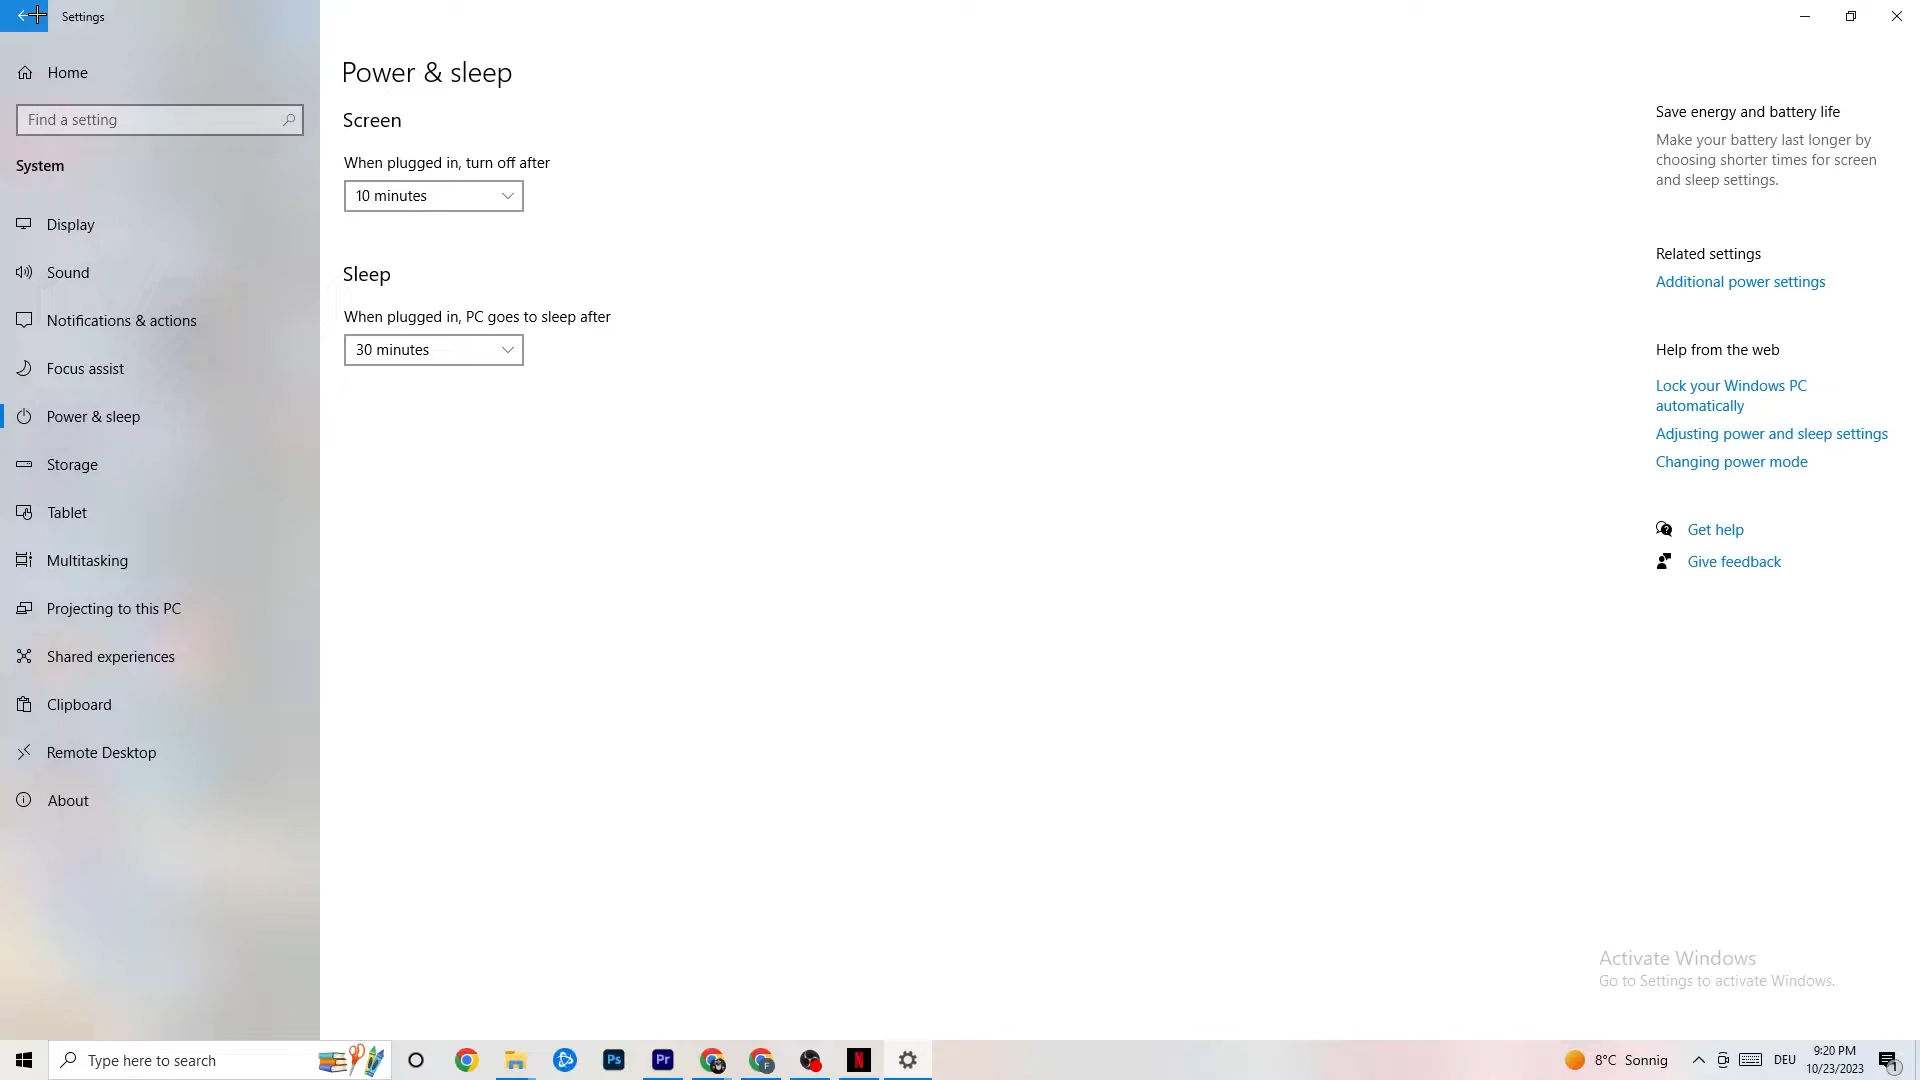 Settings
Home
Find a setting
System
Display
Sound
Notifications & actions
Focus assist
Power & sleep
Storage
Tablet
Multitasking
Projecting to this PC
Shared experiences
Clipboard
Remote Desktop
About
Power & sleep
Screen
When plugged in, turn off after
10 minutes
Sleep
When plugged in, PC goes to sleep after
30 minutes
Save energy and battery life
Make your battery last longer by
choosing shorter times for screen
and sleep settings.
Related settings
Additional power settings
Help from the web
Lock your Windows PC
automatically
Adjusting power and sleep settings
Changing power mode
Get help
Give feedback
Activate Windows
Go to Settings to activate Windows.
Type here to search
Ps
Pr
F
N
8°C Sonnig
DEU
9:20 PM
10/23/2023
1